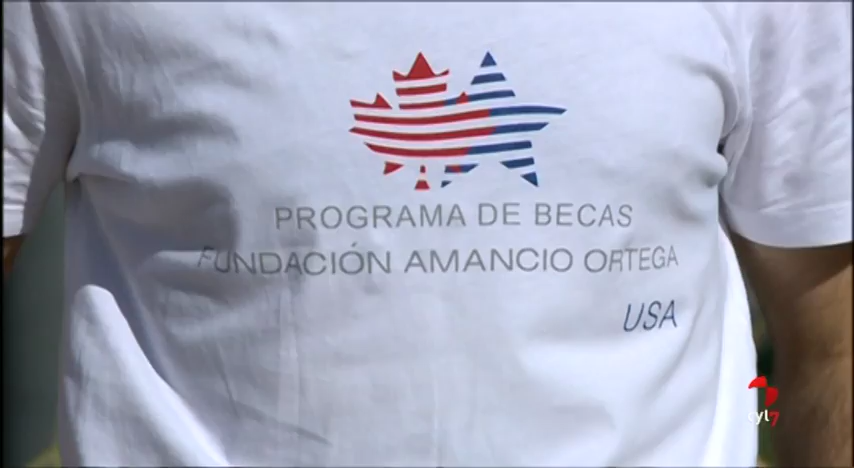 PROGRAMA DE BECAS
FUNDACIÓN AMANCIO ORTEGA
USA
cyl7